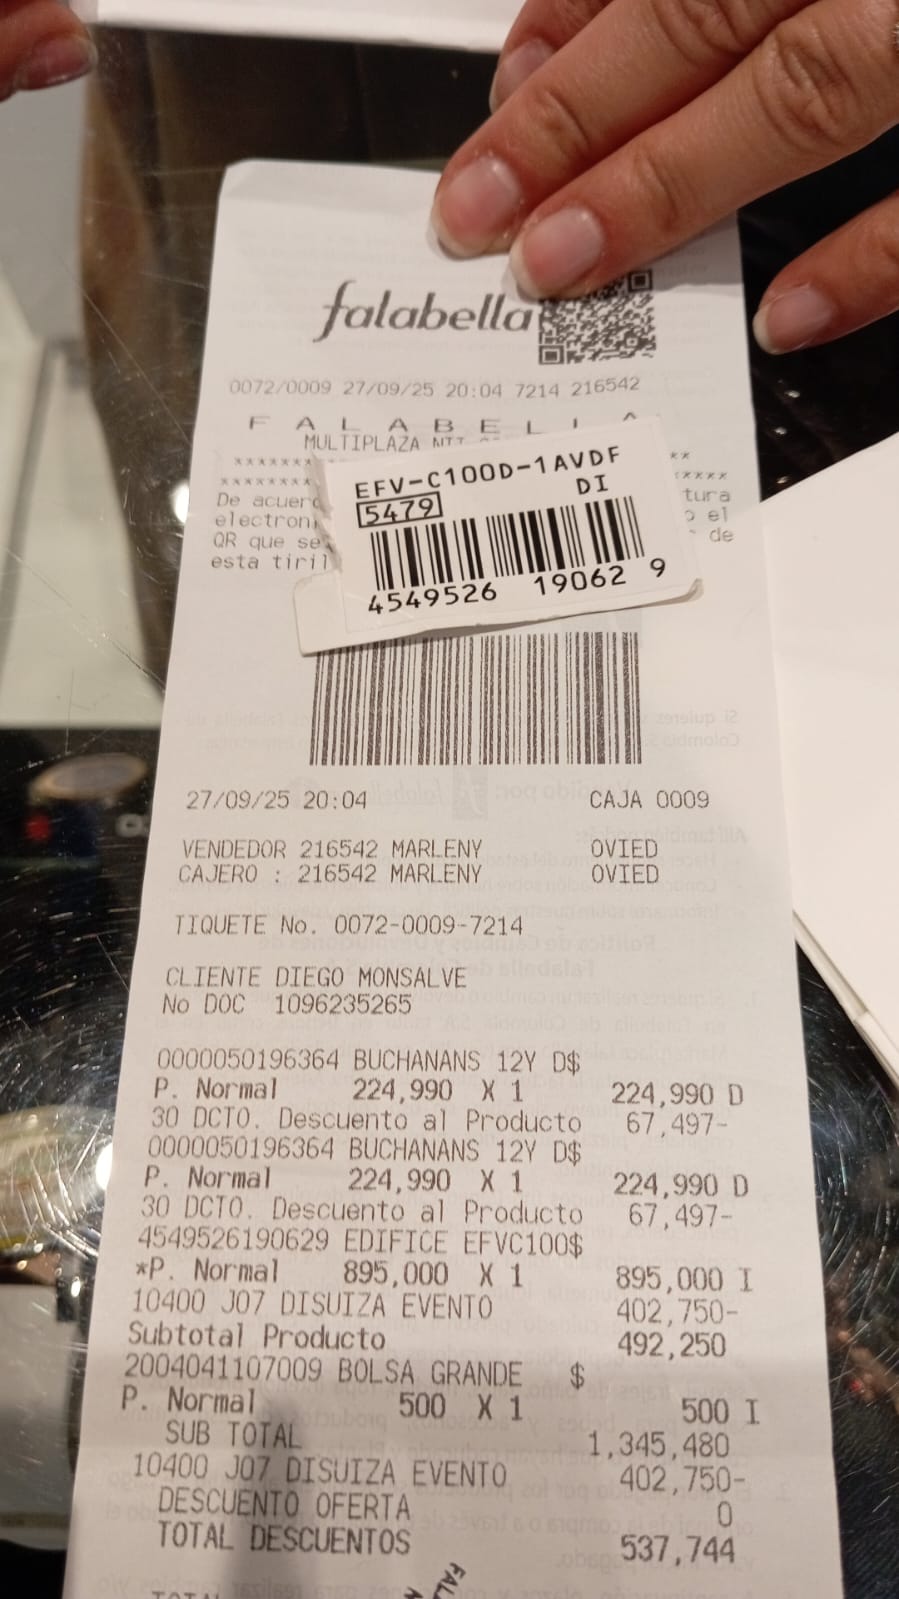 falabella
0072/0009 27/09/25 20:04 7214 216542
F A L A B E L L A
MULTIPLAZA
EFV-C100D-1AVDF
DI
5479
4549526 19062 9
De acuerd
electron
QR que se
esta tiril
tura
o el
de
27/09/25 20:04 CAJA 0009
VENDEDOR 216542 MARLENY OVIED
CAJERO : 216542 MARLENY OVIED
TIQUETE No. 0072-0009-7214
CLIENTE DIEGO MONSALVE
No DOC 1096235265
0000050196364 BUCHANANS 12Y D$
P. Normal 224,990 X 1 224,990 D
30 DCTO. Descuento al Producto 67,497-
0000050196364 BUCHANANS 12Y D$
P. Normal 224,990 X 1 224,990 D
30 DCTO. Descuento al Producto 67,497-
4549526190629 EDIFICE EFVC100$
*P. Normal 895,000 X 1 895,000 I
10400 J07 DISUIZA EVENTO 402,750-
Subtotal Producto 492,250
2004041107009 BOLSA GRANDE $
P. Normal 500 X 1 500 I
SUB TOTAL 1,345,480
10400 J07 DISUIZA EVENTO 402,750-
DESCUENTO OFERTA 0
TOTAL DESCUENTOS 537,744